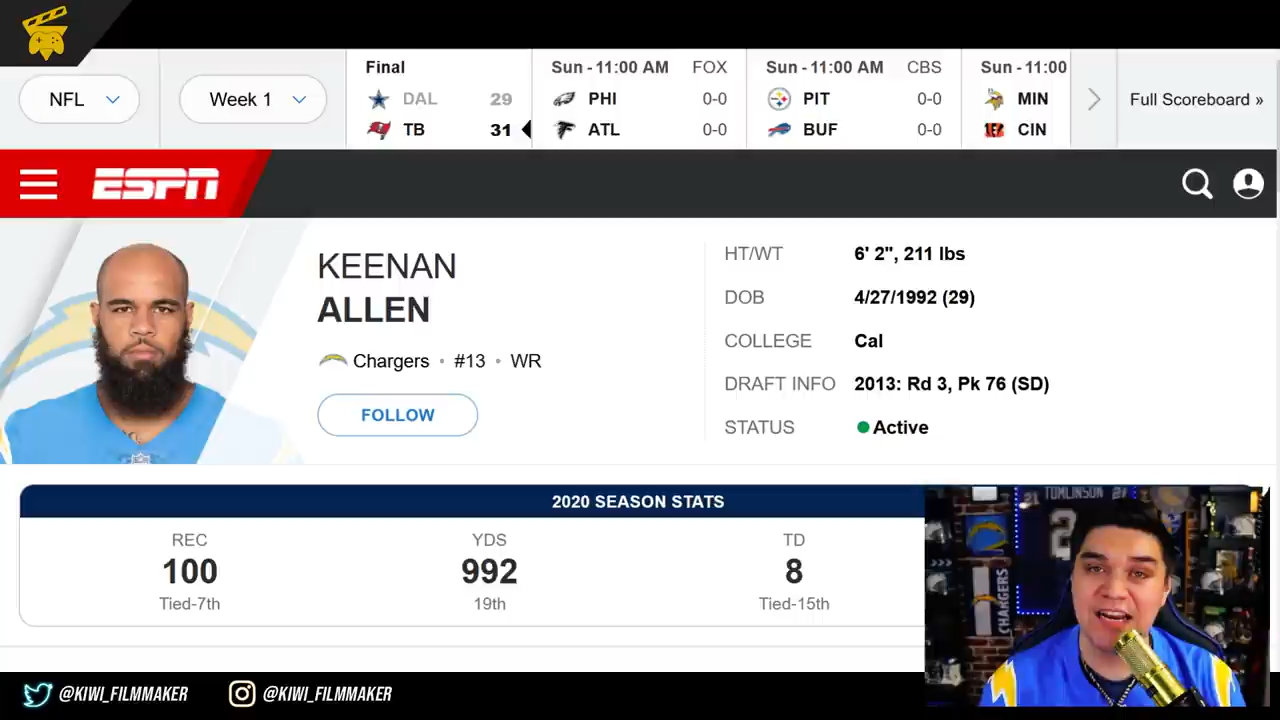 Final
Sun - 11:00 AM FOX
Sun - 11:00 AM CBS
Sun - 11:00
NFL
Week 1
DAL 29
PHI 0-0
PIT 0-0
MIN
Full Scoreboard »
TB 31
ATL 0-0
BUF 0-0
CIN
ESPN
KEENAN
ALLEN
Chargers • #13 • WR
FOLLOW
HT/WT 6' 2", 211 lbs
DOB 4/27/1992 (29)
COLLEGE Cal
DRAFT INFO 2013: Rd 3, Pk 76 (SD)
STATUS Active
2020 SEASON STATS
REC YDS TD
100 992 8
Tied-7th 19th Tied-15th
TOMLINSON
21
2
CHARGERS
@KIWI_FILMMAKER
@KIWI_FILMMAKER